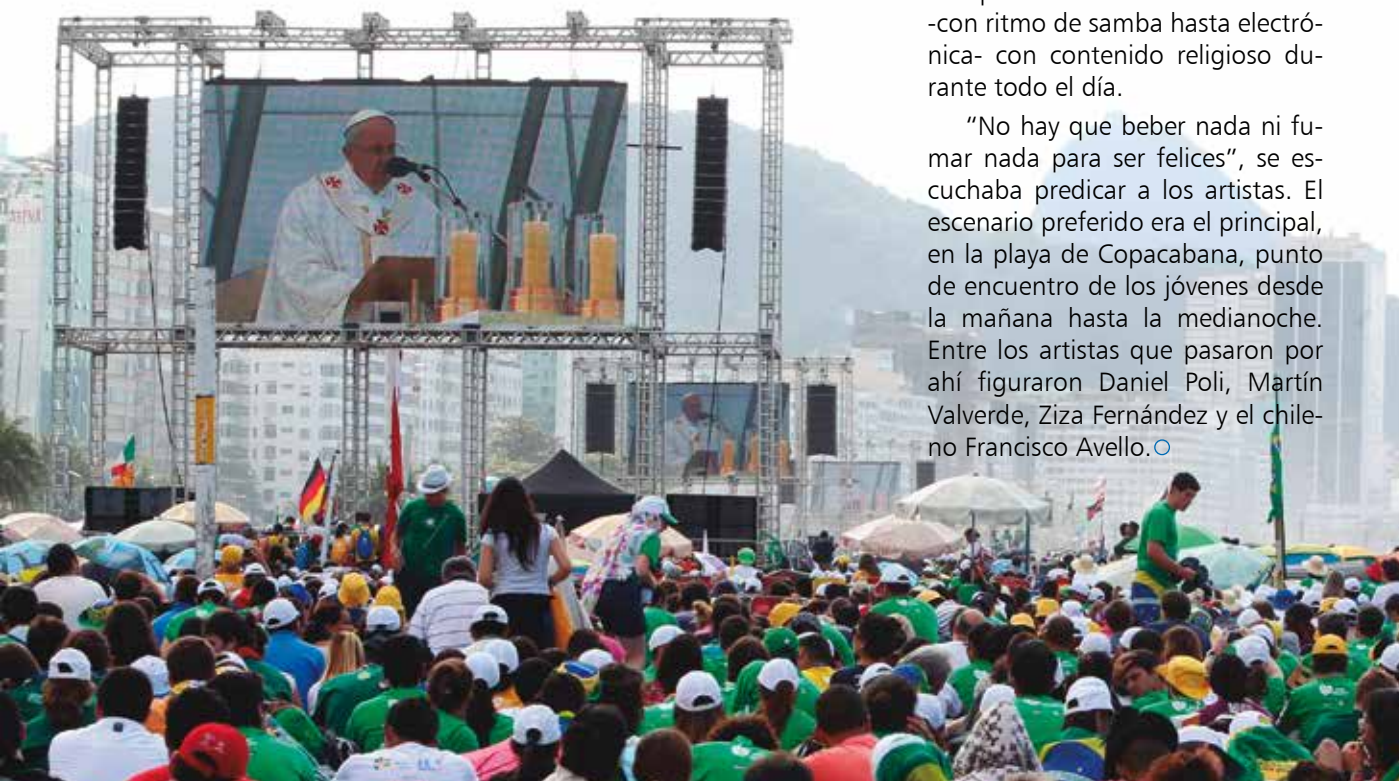 -con ritmo de samba hasta electró-
nica- con contenido religioso du-
rante todo el día.
“No hay que beber nada ni fu-
mar nada para ser felices”, se es-
cuchaba predicar a los artistas. El
escenario preferido era el principal,
en la playa de Copacabana, punto
de encuentro de los jóvenes desde
la mañana hasta la medianoche.
Entre los artistas que pasaron por
ahí figuraron Daniel Poli, Martín
Valverde, Ziza Fernández y el chile-
no Francisco Avello.